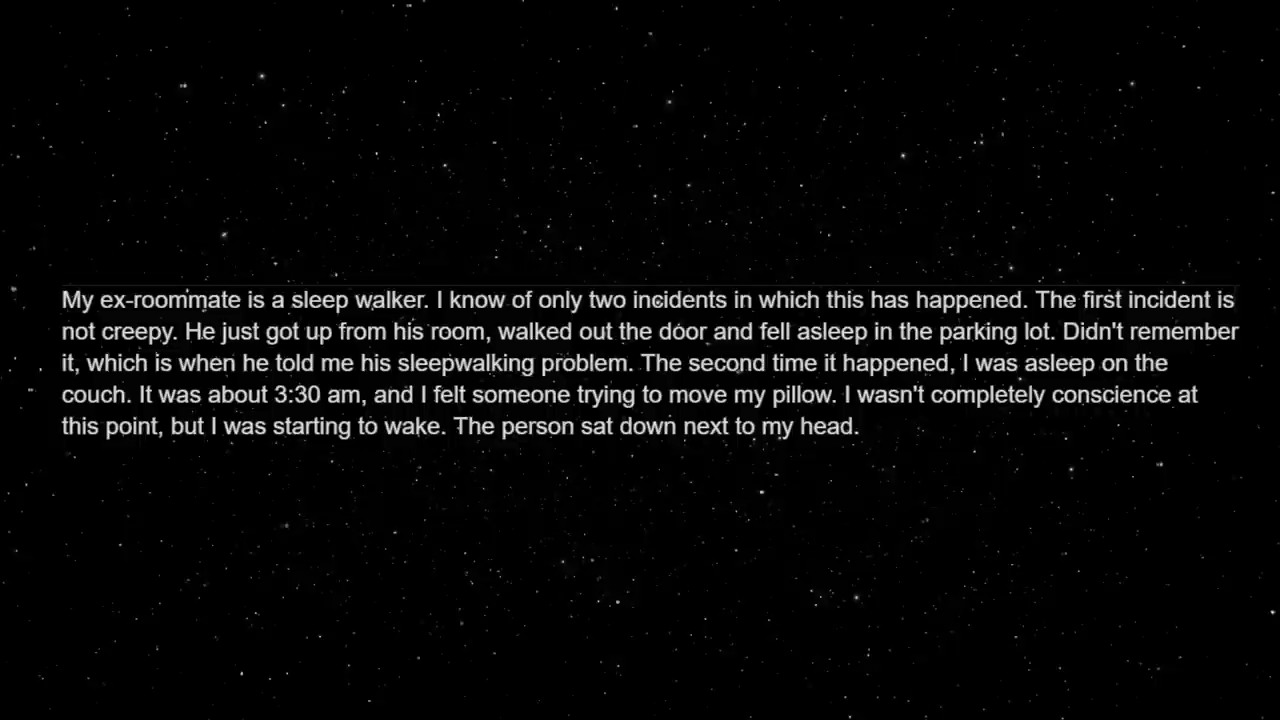 My ex-roommate is a sleep walker. I know of only two incidents in which this has happened. The first incident is
not creepy. He just got up from his room, walked out the door and fell asleep in the parking lot. Didn't remember
it, which is when he told me his sleepwalking problem. The second time it happened, I was asleep on the
couch. It was about 3:30 am, and I felt someone trying to move my pillow. I wasn't completely conscience at
this point, but I was starting to wake. The person sat down next to my head.